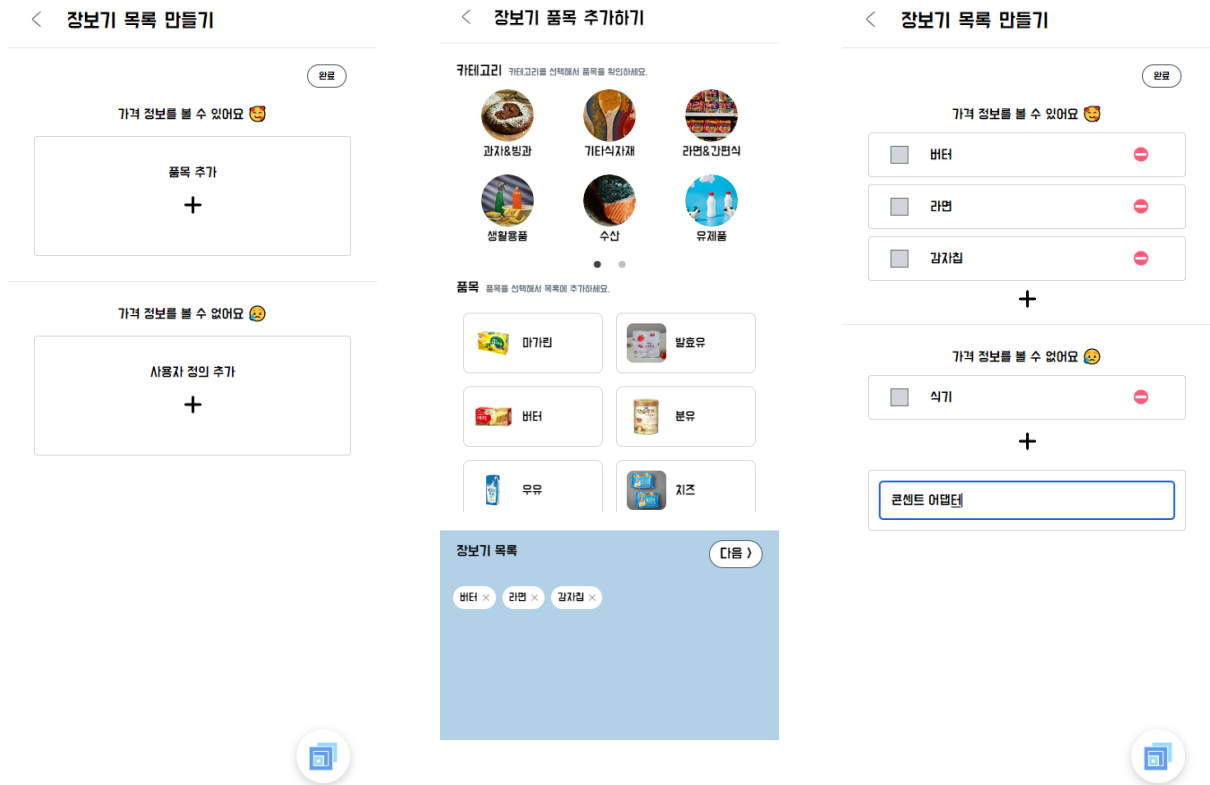 장보기 목록 만들기
완료
가격 정보를 볼 수 있어요 🥰
품목 추가
가격 정보를 볼 수 없어요 😥
사용자 정의 추가
장보기 품목 추가하기
카테고리 카테고리를 선택해서 품목을 확인하세요.
과자&빙과 기타식자재 라면&간편식
생활용품 수산 유제품
품목 품목을 선택해서 목록에 추가하세요.
마가린 발효유
버터 분유
우유 치즈
장보기 목록 다음 >
버터 × 라면 × 감자칩 ×
장보기 목록 만들기
완료
가격 정보를 볼 수 있어요 🥰
버터
라면
감자칩
가격 정보를 볼 수 없어요 😥
식기
콘센트 어댑터